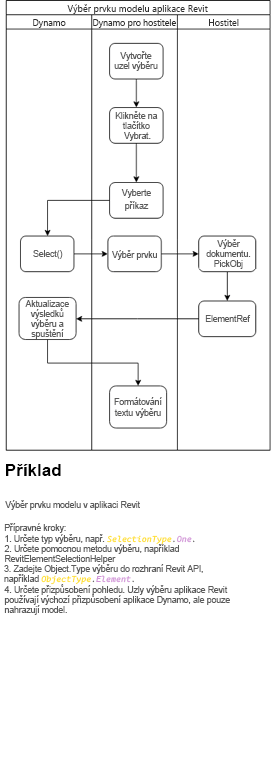 Výběr prvku modelu aplikace Revit
Dynamo
Dynamo pro hostitele
Hostitel
Vytvořte
uzel výběru
Klikněte na
tlačítko
Vybrat.
Vyberte
příkaz
Select()
Výběr prvku
Výběr
dokumentu.
PickObj
Aktualizace
výsledků
výběru a
spuštění
ElementRef
Formátování
textu výběru
Příklad
Výběr prvku modelu v aplikaci Revit
Přípravné kroky:
1. Určete typ výběru, např. SelectionType.One.
2. Určete pomocnou metodu výběru, například
RevitElementSelectionHelper
3. Zadejte Object.Type výběru do rozhraní Revit API,
například ObjectType.Element.
4. Určete přizpůsobení pohledu. Uzly výběru aplikace Revit
používají výchozí přizpůsobení aplikace Dynamo, ale pouze
nahrazují model.